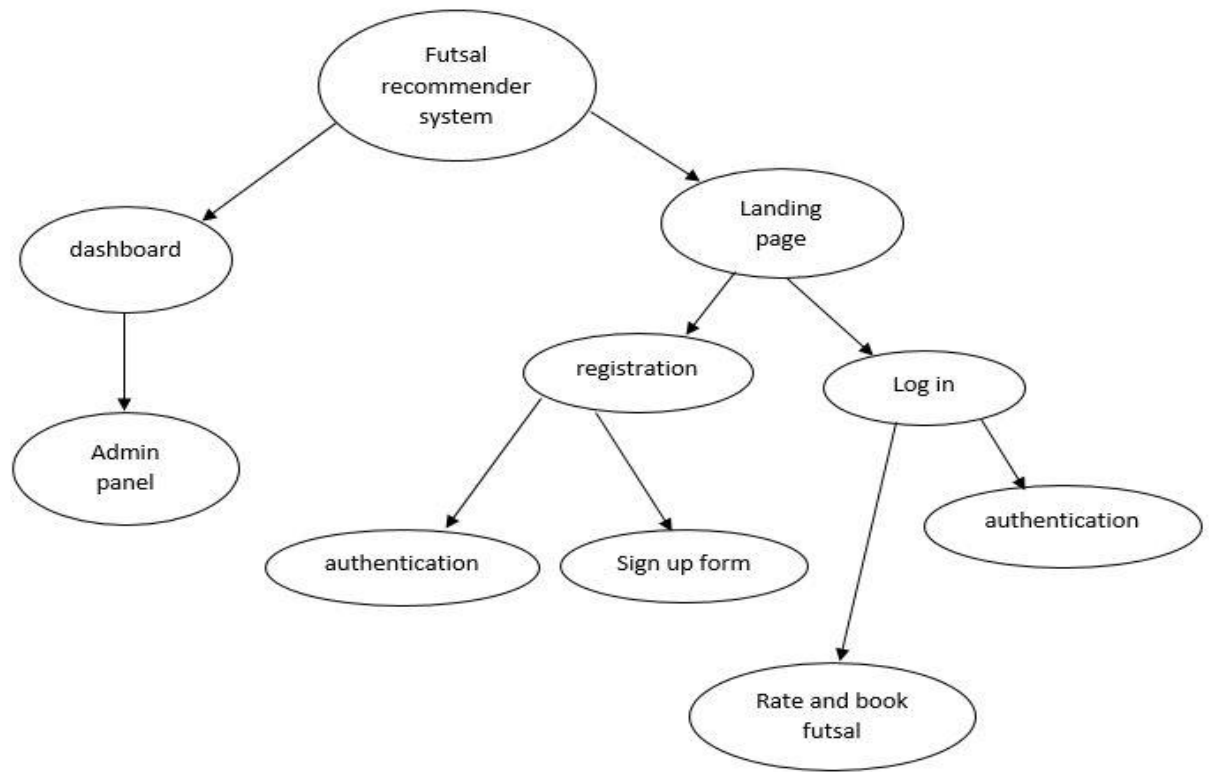 Futsal
recommender
system
dashboard
Landing
page
registration
Log in
Admin
panel
authentication
Sign up form
authentication
Rate and book
futsal